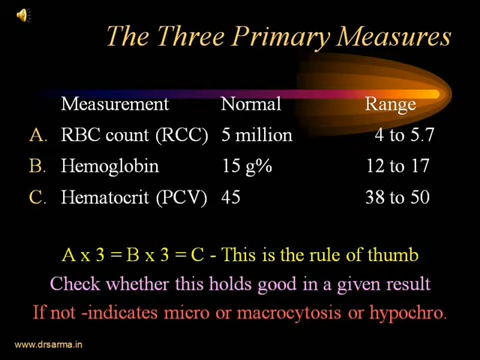 The Three Primary Measures
Measurement Normal Range
A. RBC count (RCC) 5 million 4 to 5.7
B. Hemoglobin 15 g% 12 to 17
C. Hematocrit (PCV) 45 38 to 50
A x 3 = B x 3 = C - This is the rule of thumb
Check whether this holds good in a given result
If not -indicates micro or macrocytosis or hypochro.
www.drsarma.in